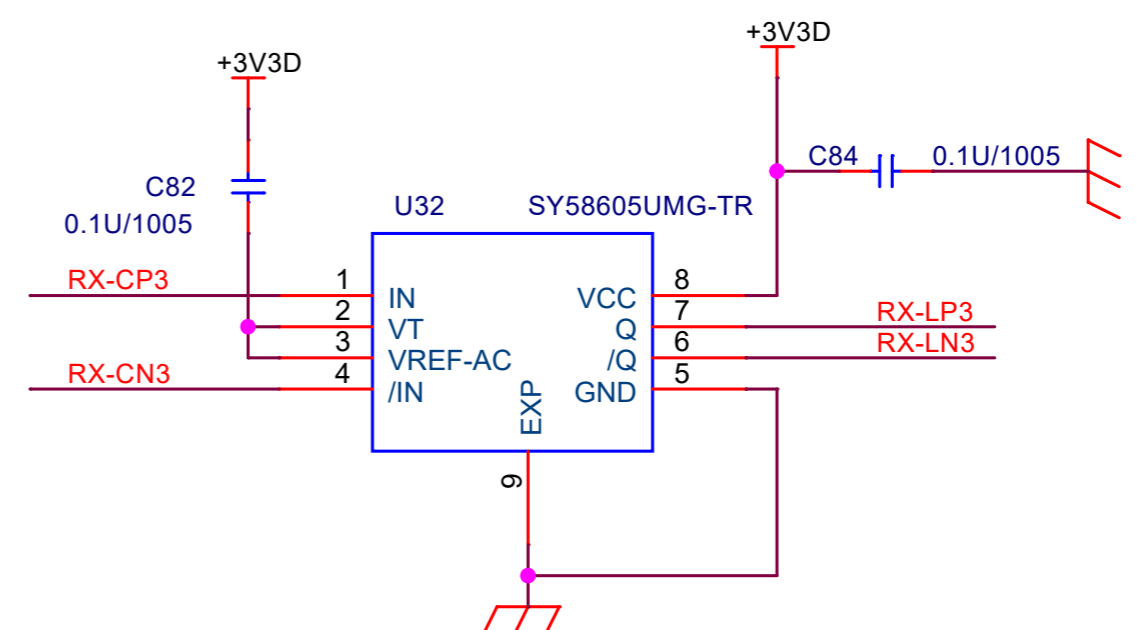 +3V3D
+3V3D
C84
0.1U/1005
C82
0.1U/1005
U32
SY58605UMG-TR
RX-CP3
1
IN
VCC
8
2
VT
Q
7
RX-LP3
3
VREF-AC
/Q
6
RX-LN3
RX-CN3
4
/IN
GND
5
EXP
9